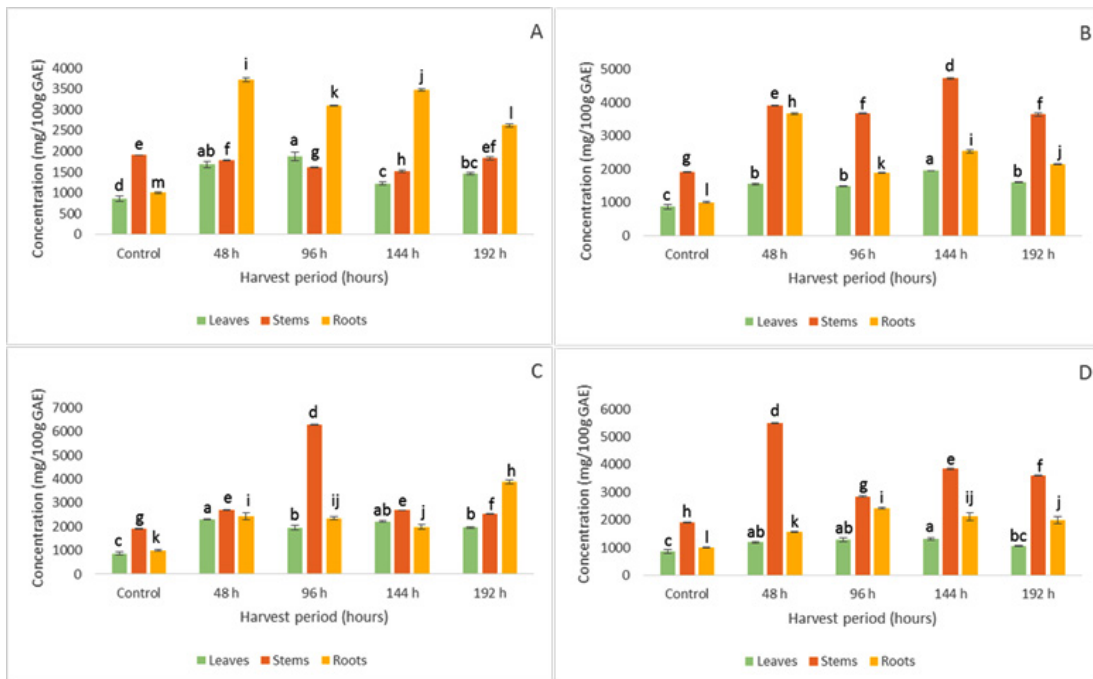 A
Concentration (mg/100g GAE)
4000
3500
3000
2500
2000
1500
1000
500
0
d e m
ab f i
a g k
c h j
bc ef l
Control 48 h 96 h 144 h 192 h
Harvest period (hours)
Leaves Stems Roots
B
Concentration (mg/100g GAE)
5000
4000
3000
2000
1000
0
c g l
b e h
b f k
a d i
b f j
Control 48 h 96 h 144 h 192 h
Harvest period (hours)
Leaves Stems Roots
C
Concentration (mg/100g GAE)
7000
6000
5000
4000
3000
2000
1000
0
c g k
a e i
b d ij
ab e j
b f h
Control 48 h 96 h 144 h 192 h
Harvest period (hours)
Leaves Stems Roots
D
Concentration (mg/100g GAE)
6000
5000
4000
3000
2000
1000
0
c h l
ab d k
ab g i
a e ij
bc f j
Control 48 h 96 h 144 h 192 h
Harvest period (hours)
Leaves Stems Roots